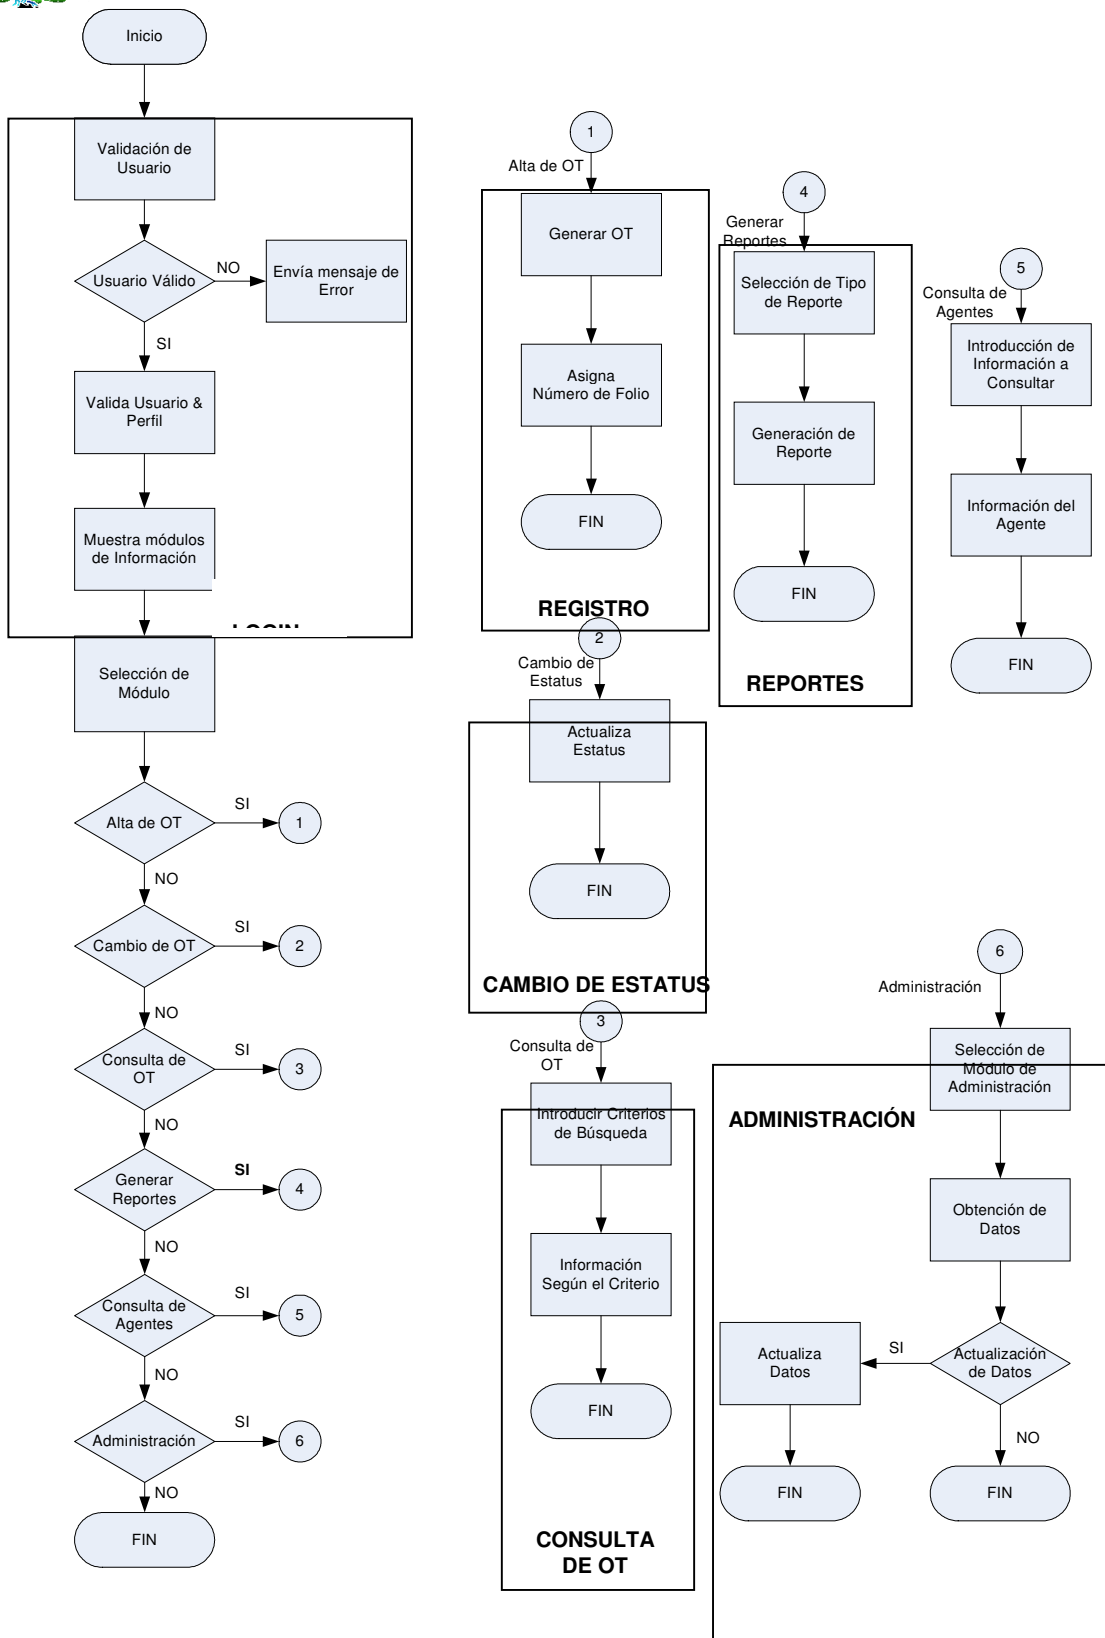 Inicio
Validación de
Usuario
Usuario Válido
NO
Envía mensaje de
Error
SI
Valida Usuario &
Perfil
Muestra módulos
de Información
LOGIN
Selección de
Módulo
Alta de OT
SI
1
NO
Cambio de OT
SI
2
NO
Consulta de
OT
SI
3
NO
Generar
Reportes
SI
4
NO
Consulta de
Agentes
SI
5
NO
Administración
SI
6
NO
FIN
1
Alta de OT
Generar OT
Asigna
Número de Folio
FIN
REGISTRO
2
Cambio de
Estatus
Actualiza
Estatus
FIN
CAMBIO DE ESTATUS
3
Consulta de
OT
Introducir Criterios
de Búsqueda
Información
Según el Criterio
FIN
CONSULTA
DE OT
4
Generar
Reportes
Selección de Tipo
de Reporte
Generación de
Reporte
FIN
REPORTES
5
Consulta de
Agentes
Introducción de
Información a
Consultar
Información del
Agente
FIN
6
Administración
Selección de
Módulo de
Administración
ADMINISTRACIÓN
Obtención de
Datos
Actualización
de Datos
SI
Actualiza
Datos
NO
FIN
FIN